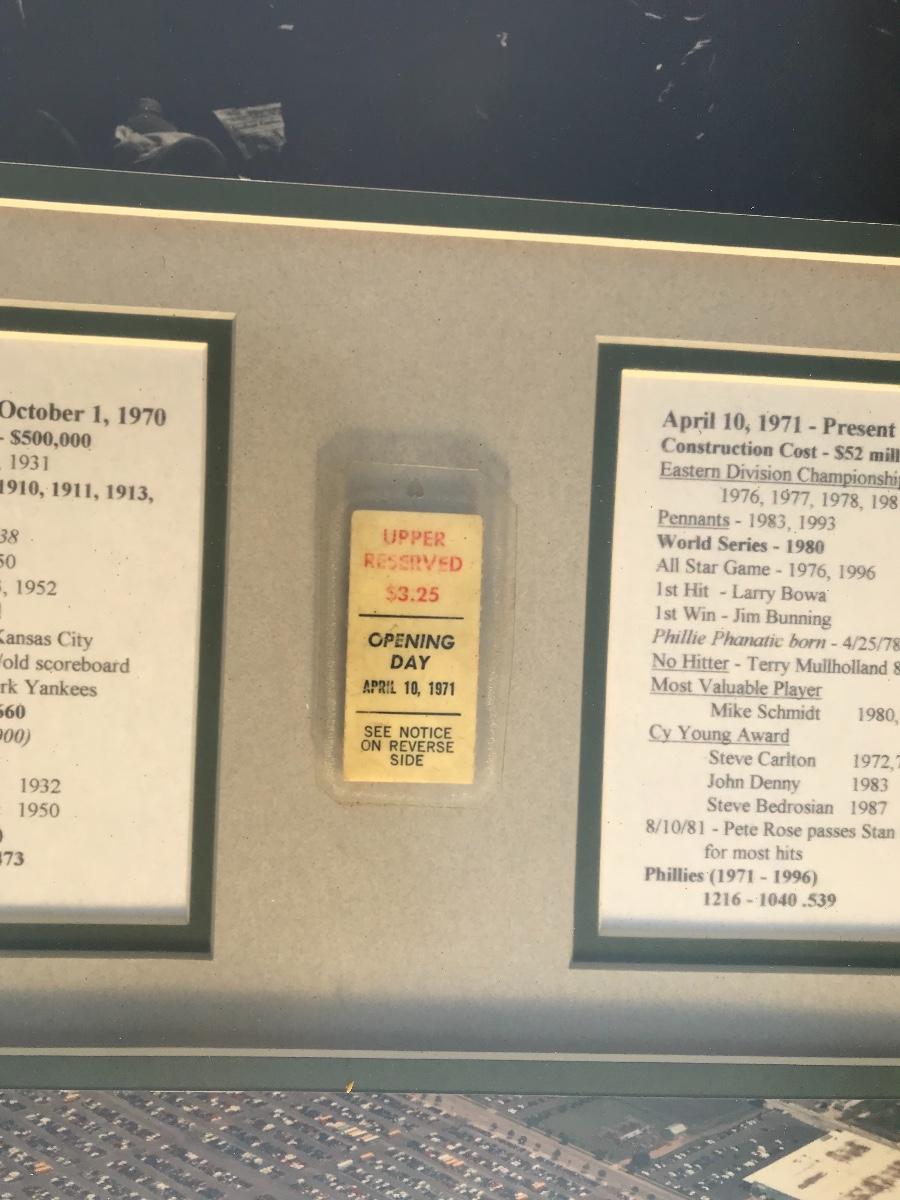 October 1, 1970
- $500,000
, 1931
1910, 1911, 1913,
38
50
, 1952
Kansas City
/old scoreboard
rk Yankees
560
900)
1932
1950
)
473
UPPER
RESERVED
$3.25
OPENING
DAY
APRIL 10, 1971
SEE NOTICE
ON REVERSE
SIDE
April 10, 1971 - Present
Construction Cost - $52 mill
Eastern Division Championshi
1976, 1977, 1978, 198
Pennants - 1983, 1993
World Series - 1980
All Star Game - 1976, 1996
1st Hit - Larry Bowa
1st Win - Jim Bunning
Phillie Phanatic born - 4/25/78
No Hitter - Terry Mullholland 8
Most Valuable Player
Mike Schmidt 1980,
Cy Young Award
Steve Carlton 1972,7
John Denny 1983
Steve Bedrosian 1987
8/10/81 - Pete Rose passes Stan
for most hits
Phillies (1971 - 1996)
1216 - 1040 .539